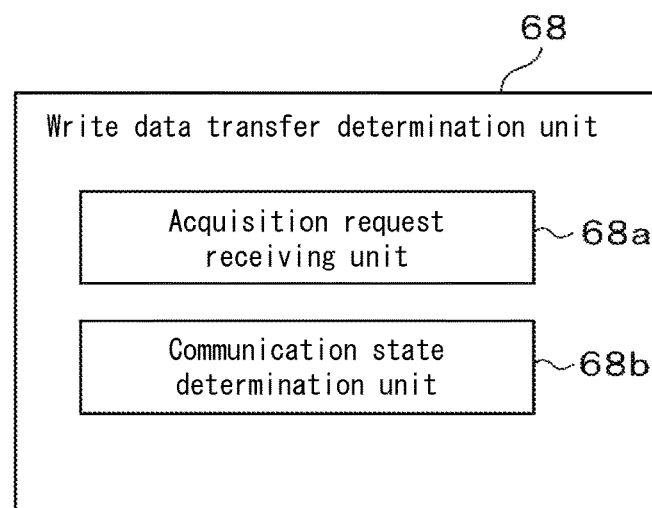 68
Write data transfer determination unit
Acquisition request
receiving unit
68a
Communication state
determination unit
68b